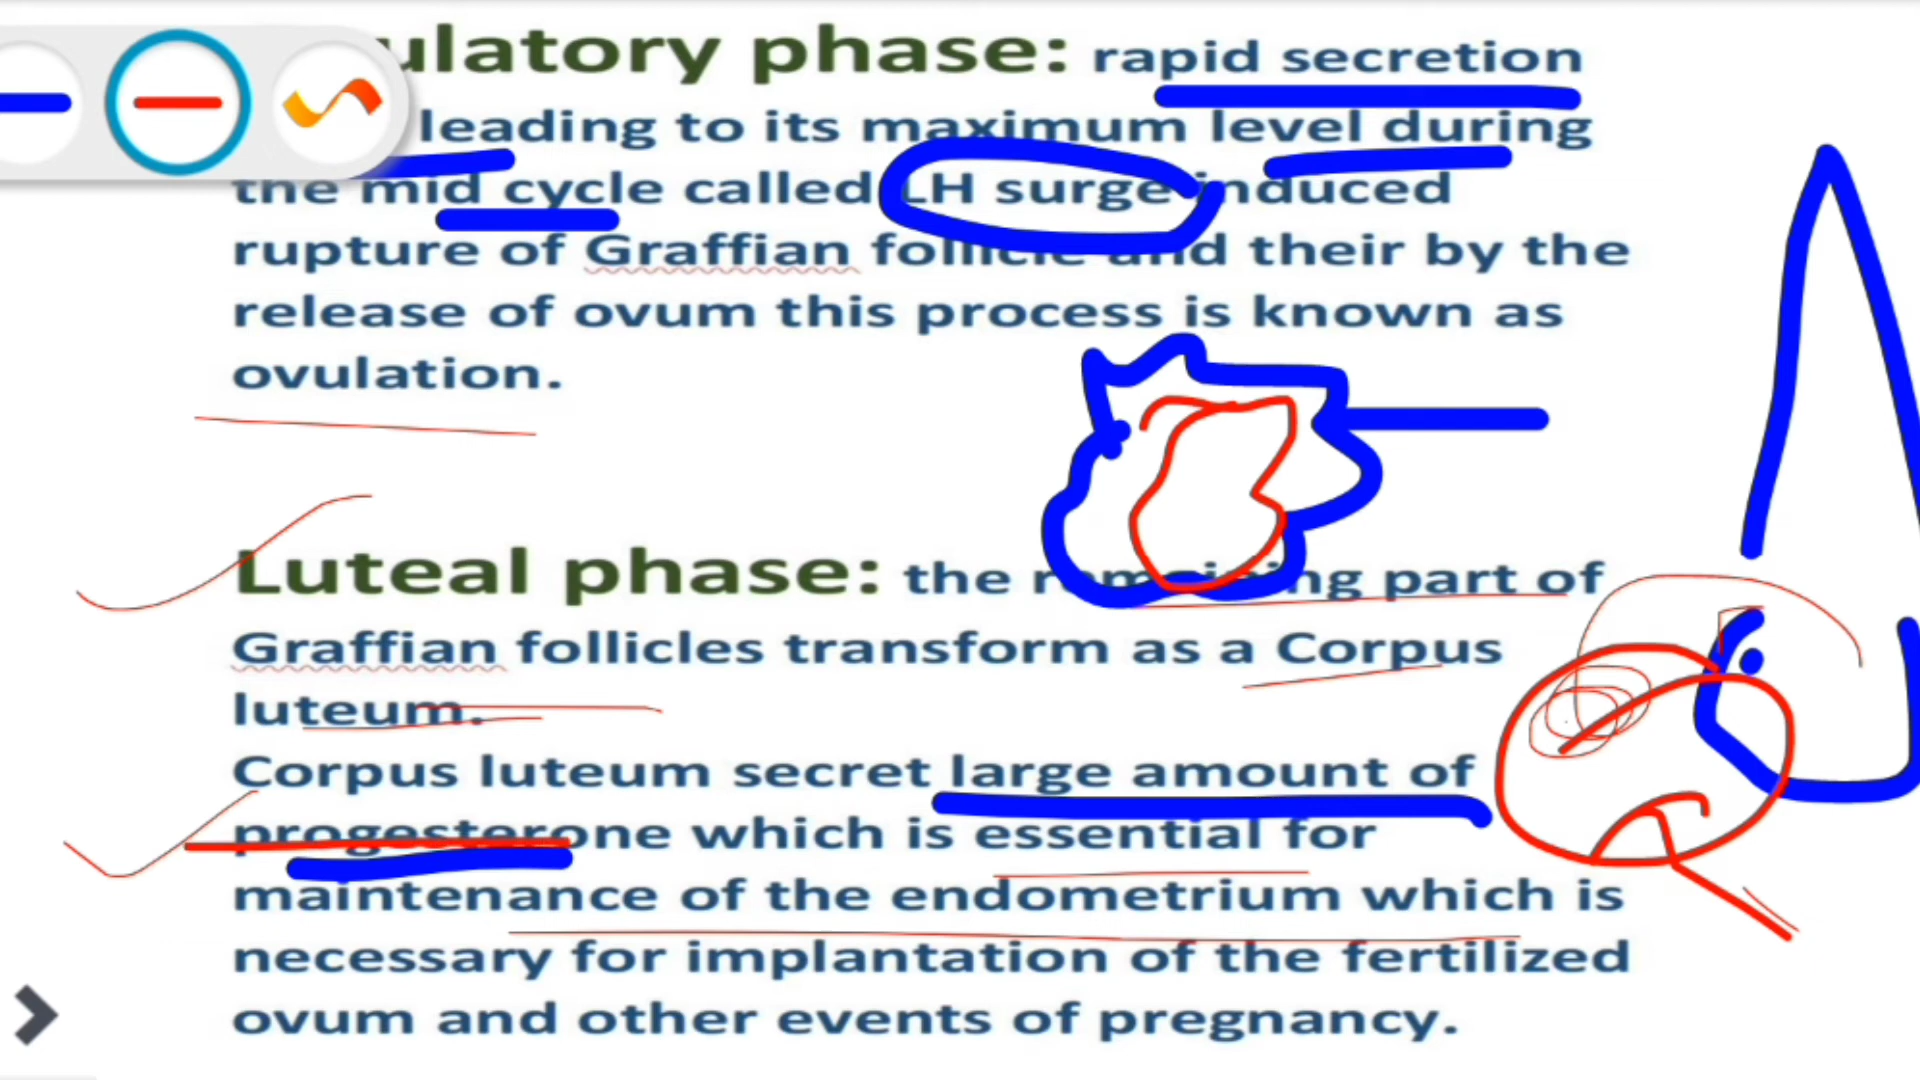 ulatory phase: rapid secretion
leading to its maximum level during
the mid cycle called LH surge induced
rupture of Graffian follicle and their by the
release of ovum this process is known as
ovulation.
Luteal phase: the remaining part of
Graffian follicles transform as a Corpus
luteum.
Corpus luteum secret large amount of
progesterone which is essential for
maintenance of the endometrium which is
necessary for implantation of the fertilized
ovum and other events of pregnancy.